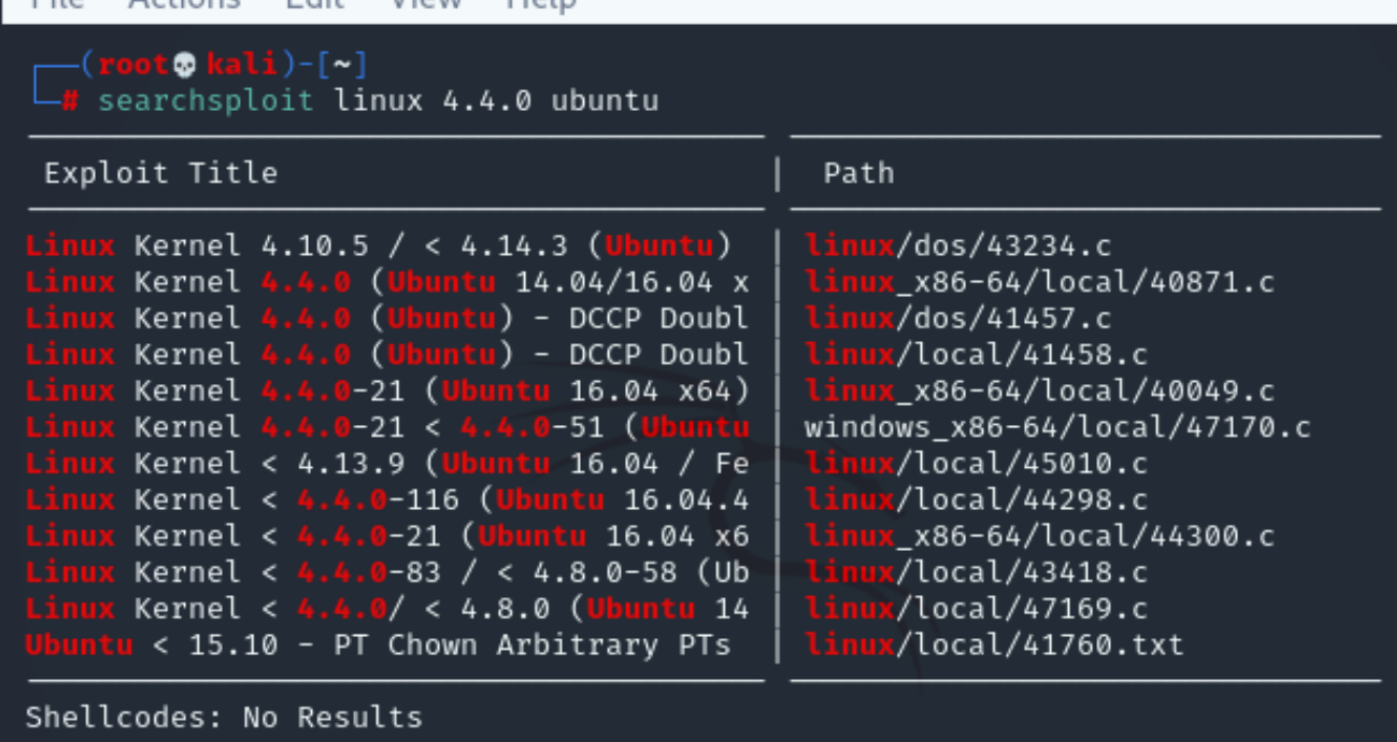 File Actions Edit View Help
(root💀kali)-[~]
# searchsploit linux 4.4.0 ubuntu
Exploit Title | Path
Linux Kernel 4.10.5 / < 4.14.3 (Ubuntu) | linux/dos/43234.c
Linux Kernel 4.4.0 (Ubuntu 14.04/16.04 x | linux_x86-64/local/40871.c
Linux Kernel 4.4.0 (Ubuntu) - DCCP Doubl | linux/dos/41457.c
Linux Kernel 4.4.0 (Ubuntu) - DCCP Doubl | linux/local/41458.c
Linux Kernel 4.4.0-21 (Ubuntu 16.04 x64) | linux_x86-64/local/40049.c
Linux Kernel 4.4.0-21 < 4.4.0-51 (Ubuntu | windows_x86-64/local/47170.c
Linux Kernel < 4.13.9 (Ubuntu 16.04 / Fe | linux/local/45010.c
Linux Kernel < 4.4.0-116 (Ubuntu 16.04.4 | linux/local/44298.c
Linux Kernel < 4.4.0-21 (Ubuntu 16.04 x6 | linux_x86-64/local/44300.c
Linux Kernel < 4.4.0-83 / < 4.8.0-58 (Ub | linux/local/43418.c
Linux Kernel < 4.4.0/ < 4.8.0 (Ubuntu 14 | linux/local/47169.c
Ubuntu < 15.10 - PT Chown Arbitrary PTs | linux/local/41760.txt
Shellcodes: No Results